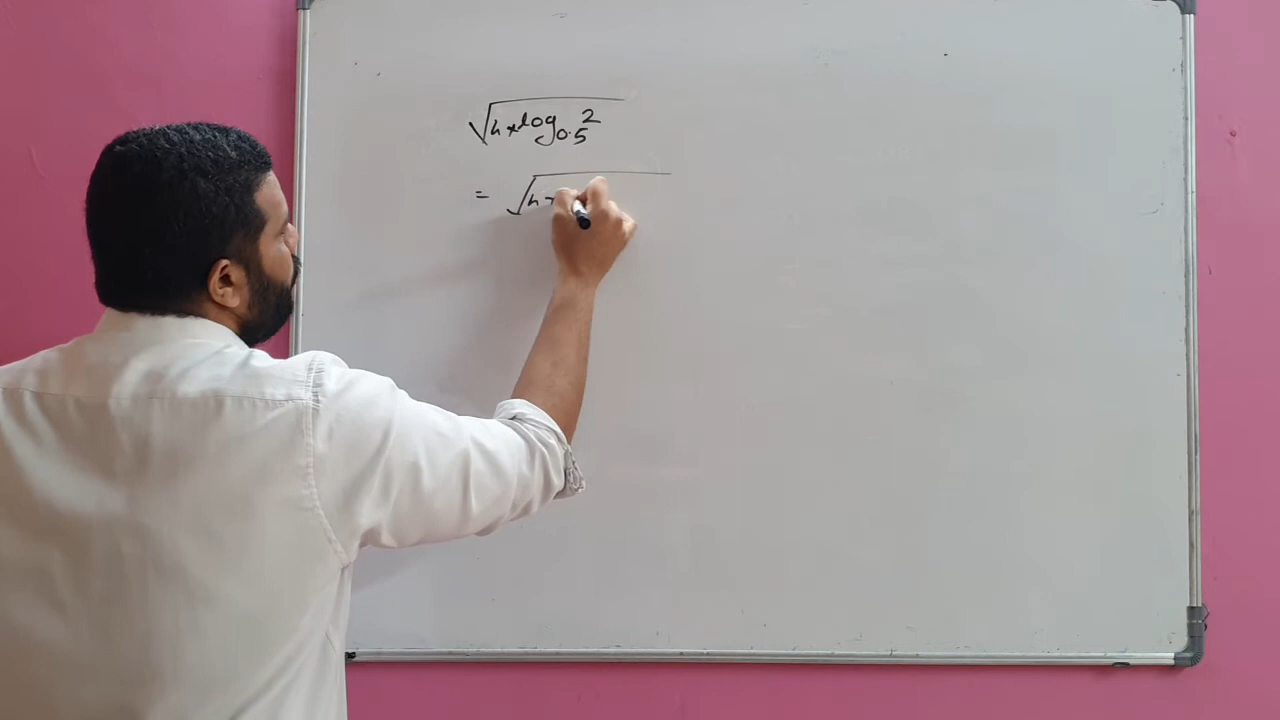 √4×log₀.₅ 2
= √4×